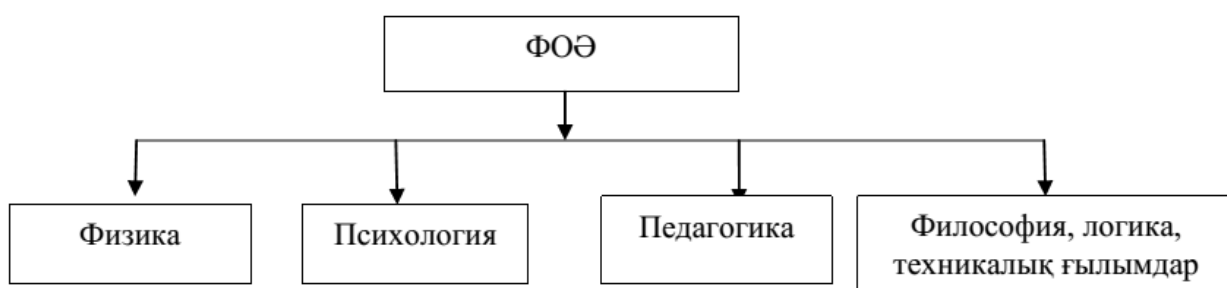 ФОӘ
Физика
Психология
Педагогика
Философия, логика,
техникалық ғылымдар